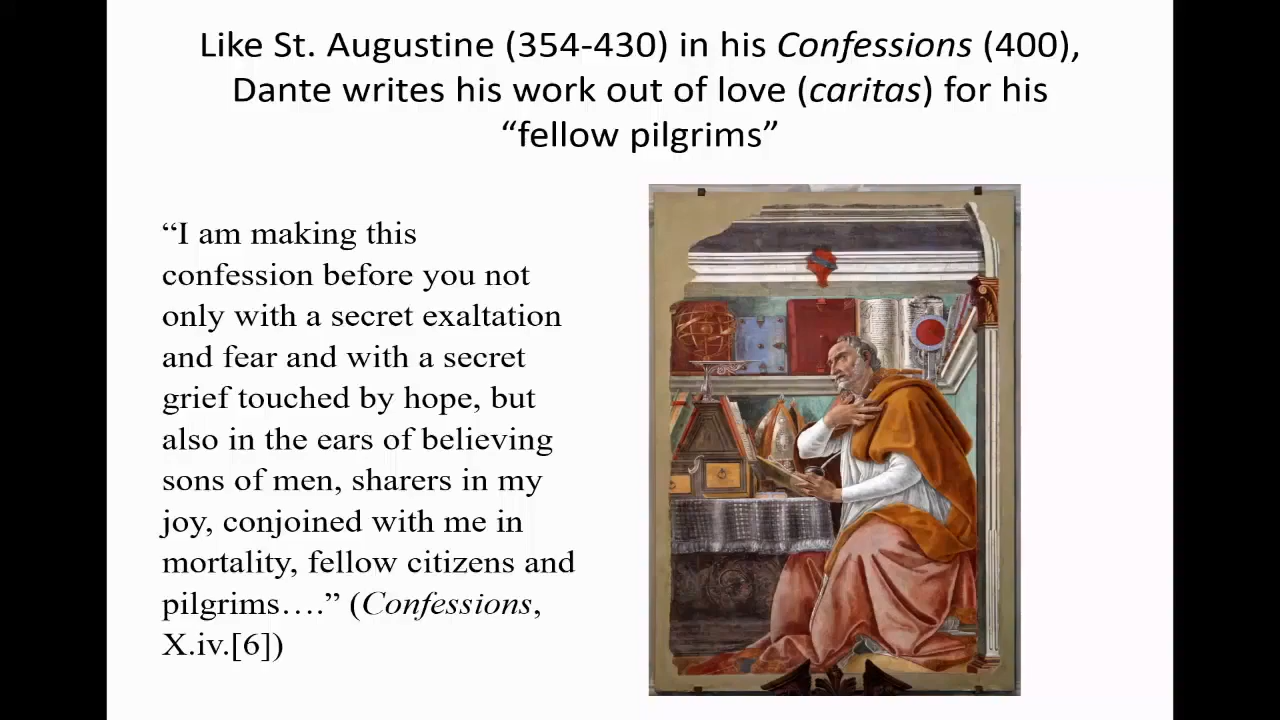 Like St. Augustine (354-430) in his Confessions (400),
Dante writes his work out of love (caritas) for his
“fellow pilgrims”
“I am making this
confession before you not
only with a secret exaltation
and fear and with a secret
grief touched by hope, but
also in the ears of believing
sons of men, sharers in my
joy, conjoined with me in
mortality, fellow citizens and
pilgrims….” (Confessions,
X.iv.[6])